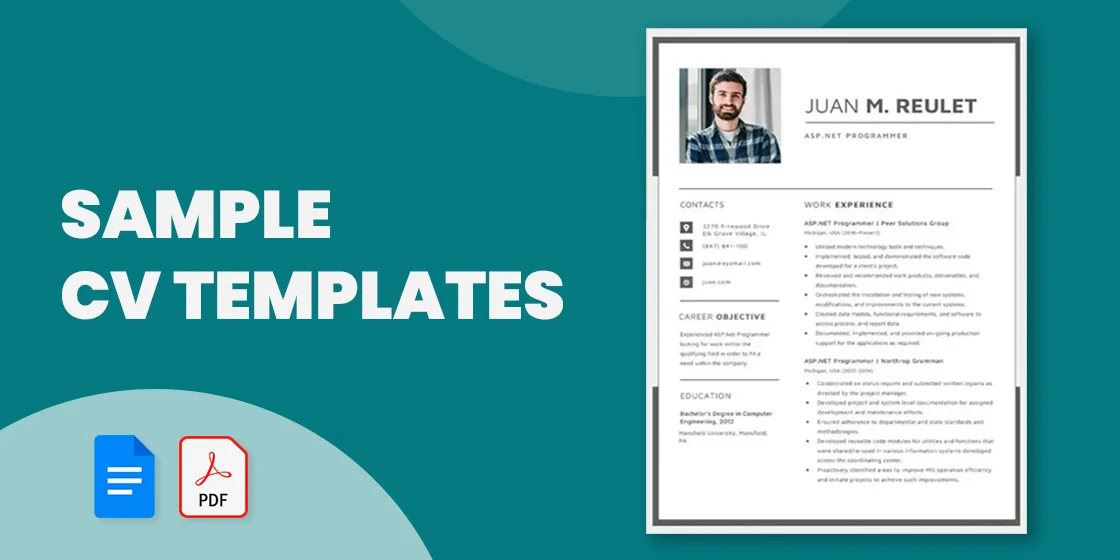 SAMPLE
CV TEMPLATES
PDF
JUAN M. REULET
ASP.NET PROGRAMMER
CONTACTS
3270 Pinewood Drive
Elk Grove Village, IL
(847) 841-100
juan@xyzmail.com
juan.com
CAREER OBJECTIVE
Experienced ASP.Net Programmer
looking for work within the
qualifying field in order to fit a
need within the company.
EDUCATION
Bachelor's Degree in Computer
Engineering, 2012
Mansfield University, Mansfield,
PA
WORK EXPERIENCE
ASP.NET Programmer | Peer Solutions Group
Michigan, USA (2016-Present)
• Utilized modern technology tools and techniques.
• Implemented, tested, and demonstrated the software code
developed for a client's project.
• Reviewed and recommended work products, deliverables, and
documentation.
• Orchestrated the installation and testing of new systems,
modifications, and improvements to the current systems.
• Created data models, functional requirements, and software to
access process, and report data.
• Documented, implemented, and provided on-going production
support for the applications as required.
ASP.NET Programmer | Northrop Grumman
Michigan, USA (2012-2016)
• Collaborated on status reports and submitted written reports as
directed by the project manager.
• Developed project and system level documentation for assigned
development and maintenance efforts.
• Ensured adherence to departmental and state standards and
methodologies.
• Developed reusable code modules for utilities and functions that
were shared/re-used in various information systems developed
across the coordinating center.
• Proactively identified areas to improve MIS operation efficiency
and initiate projects to achieve such improvements.